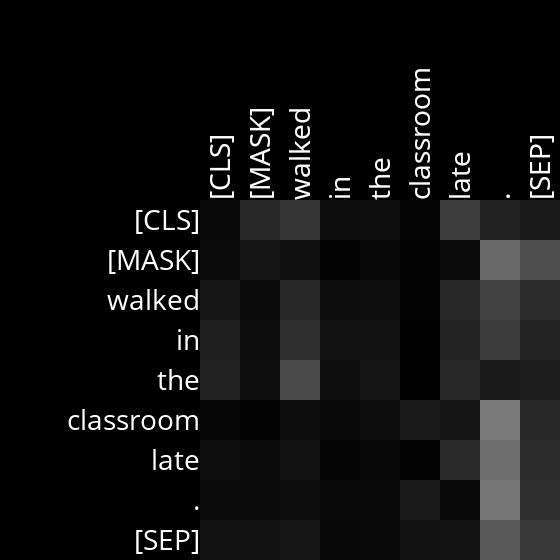 [CLS] [MASK] walked in the classroom late . [SEP]
[CLS]
[MASK]
walked
in
the
classroom
late
.
[SEP]